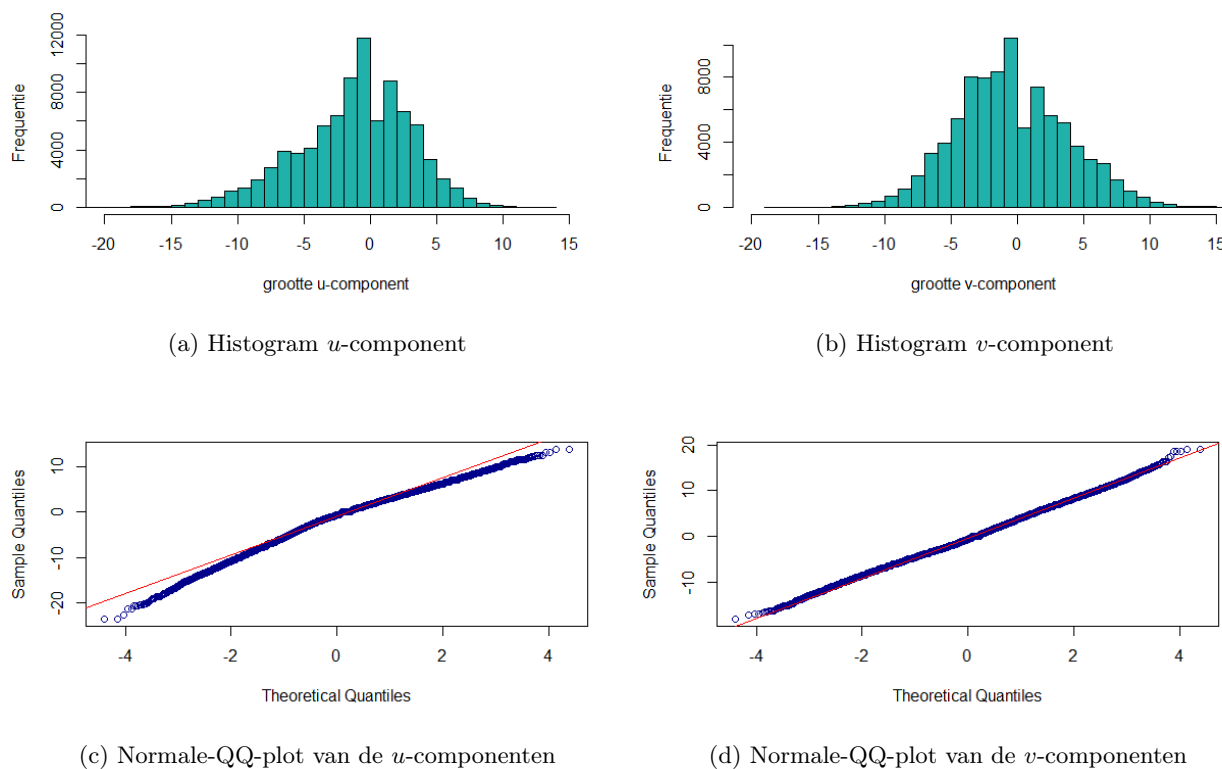 Frequentie
0 4000 8000 12000
-20 -15 -10 -5 0 5 10 15
grootte u-component
(a) Histogram u-component
Frequentie
0 4000 8000
-20 -15 -10 -5 0 5 10 15
grootte v-component
(b) Histogram v-component
Sample Quantiles
-20 -10 0 10
-4 -2 0 2 4
Theoretical Quantiles
(c) Normale-QQ-plot van de u-componenten
Sample Quantiles
-10 0 10 20
-4 -2 0 2 4
Theoretical Quantiles
(d) Normale-QQ-plot van de v-componenten